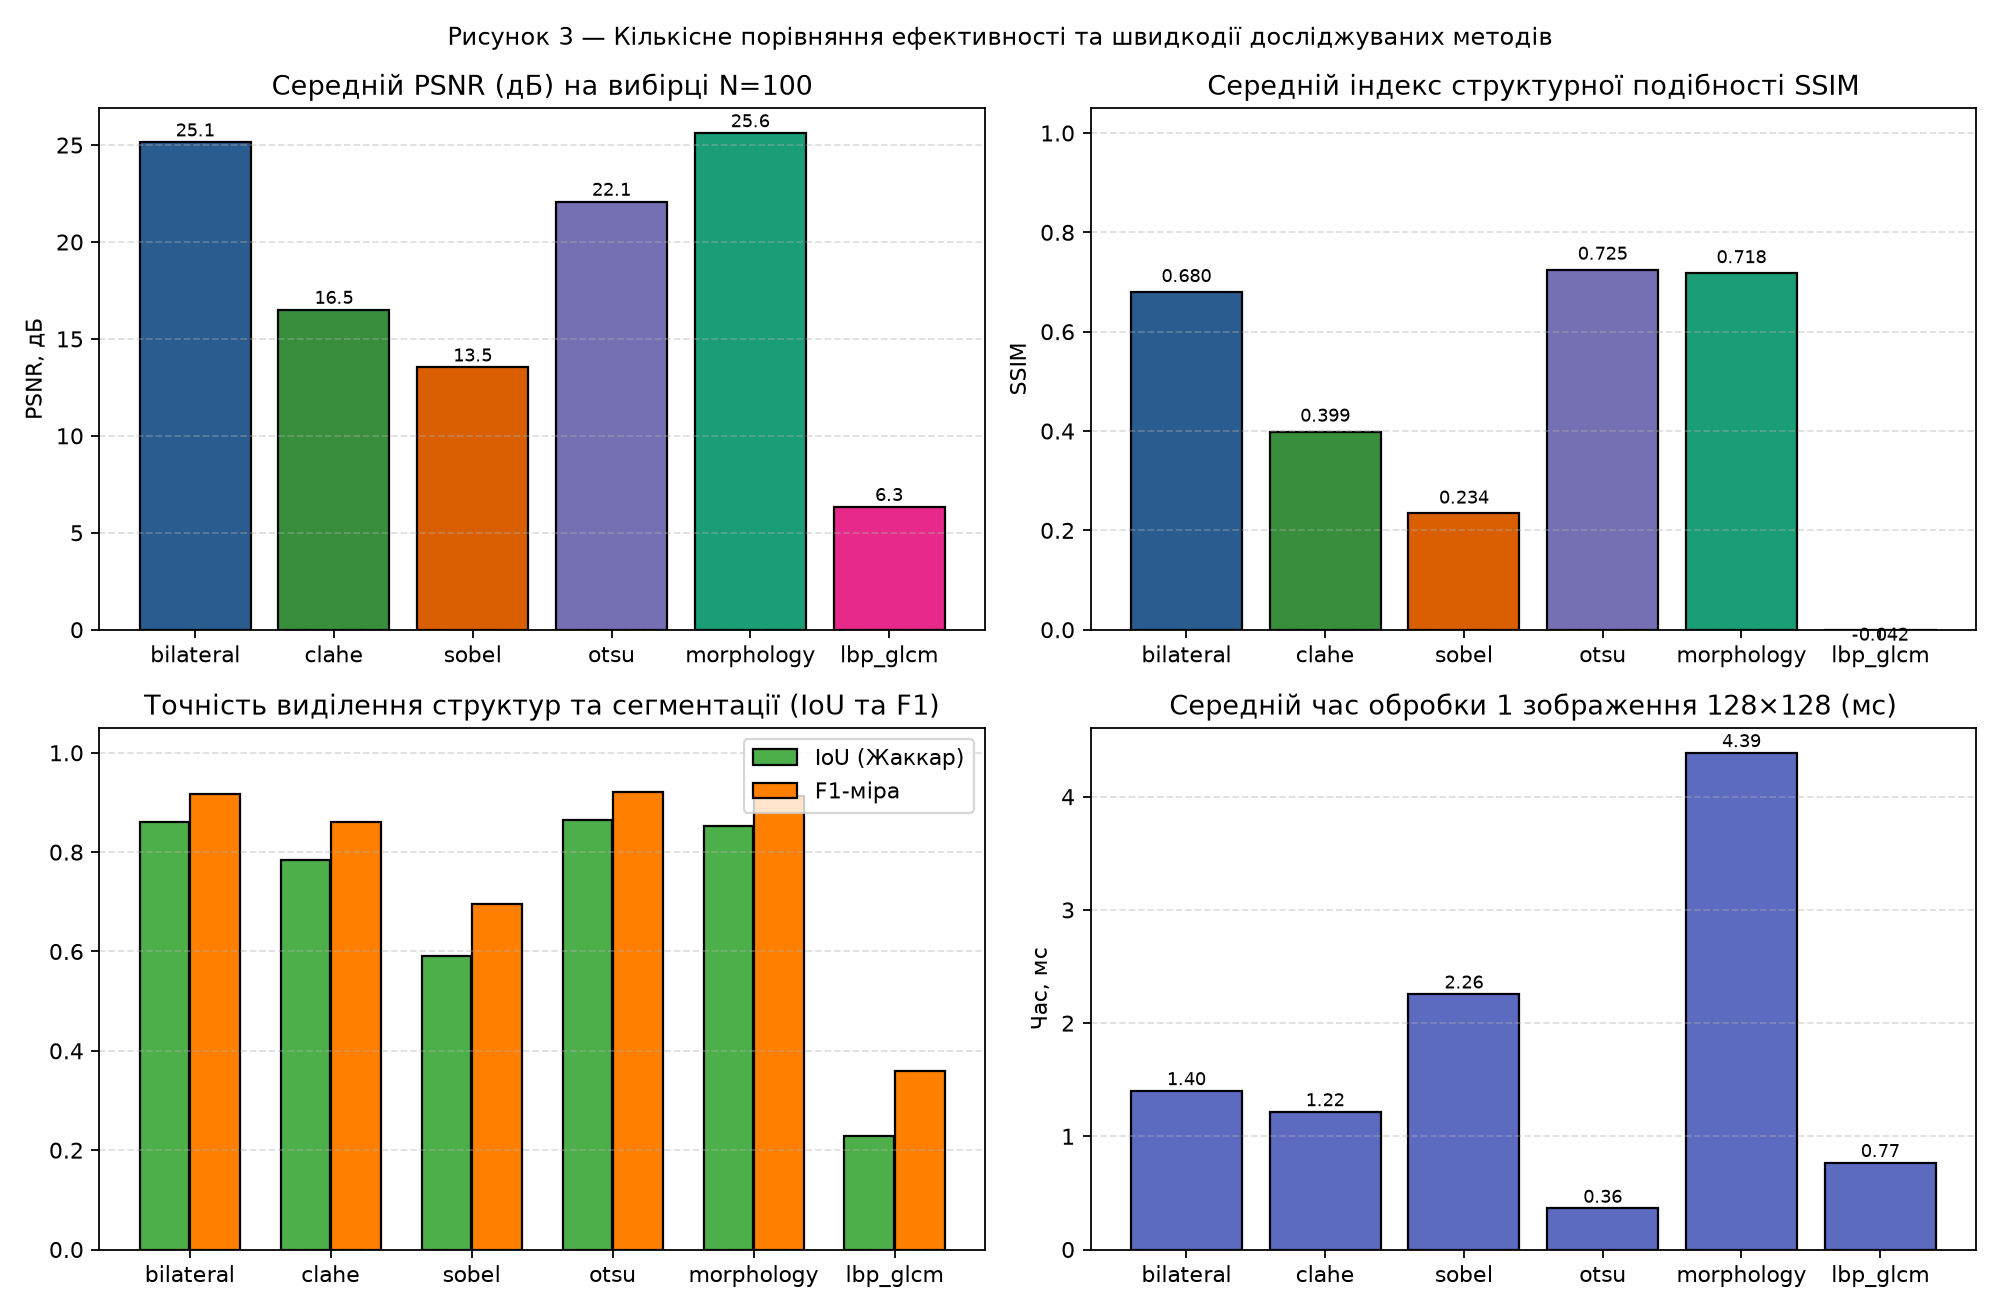 Рисунок 3 — Кількісне порівняння ефективності та швидкодії досліджуваних методів
Середній PSNR (дБ) на вибірці N=100
PSNR, дБ
25
20
15
10
5
0
25.1
16.5
13.5
22.1
25.6
6.3
bilateral
clahe
sobel
otsu
morphology
lbp_glcm
Середній індекс структурної подібності SSIM
SSIM
1.0
0.8
0.6
0.4
0.2
0.0
0.680
0.399
0.234
0.725
0.718
-0.042
bilateral
clahe
sobel
otsu
morphology
lbp_glcm
Точність виділення структур та сегментації (IoU та F1)
1.0
0.8
0.6
0.4
0.2
0.0
IoU (Жаккар)
F1-міра
bilateral
clahe
sobel
otsu
morphology
lbp_glcm
Середній час обробки 1 зображення 128×128 (мс)
Час, мс
4
3
2
1
0
1.40
1.22
2.26
0.36
4.39
0.77
bilateral
clahe
sobel
otsu
morphology
lbp_glcm